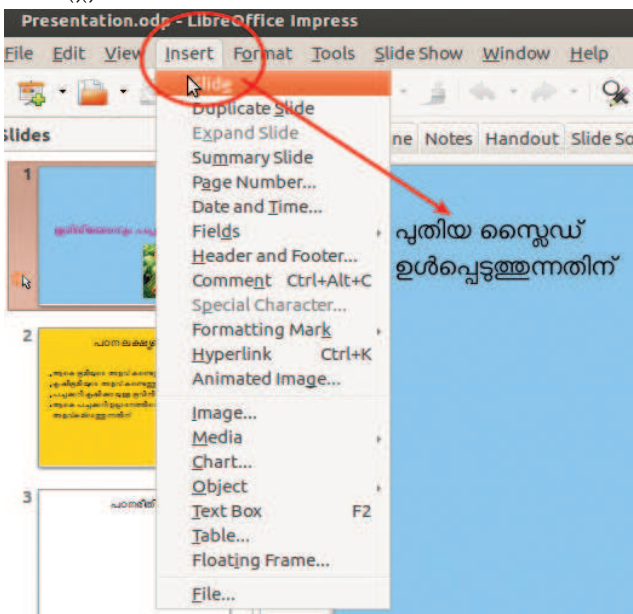 Presentation.odp - LibreOffice Impress
File Edit View Insert Format Tools Slide Show Window Help
Slide
Duplicate Slide
Slides
Expand Slide
ne Notes Handout Slide So
Summary Slide
1
Page Number...
Date and Time...
Fields
പുതിയ സ്ലൈഡ്
Header and Footer...
ഉൾപ്പെടുത്തുന്നതിന്
Comment Ctrl+Alt+C
Special Character...
Formatting Mark
2
Hyperlink Ctrl+K
Animated Image...
Image...
Media
Chart...
Object
3
Text Box F2
Table...
Floating Frame...
File...